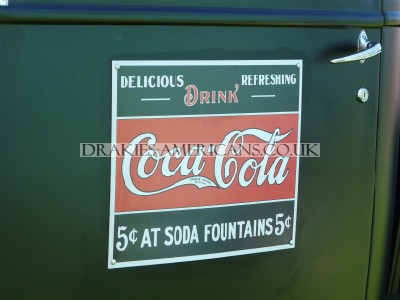 DELICIOUS REFRESHING
DRINK
DRAKIES-AMERICANS.CO.UK
Coca-Cola
5¢ AT SODA FOUNTAINS 5¢